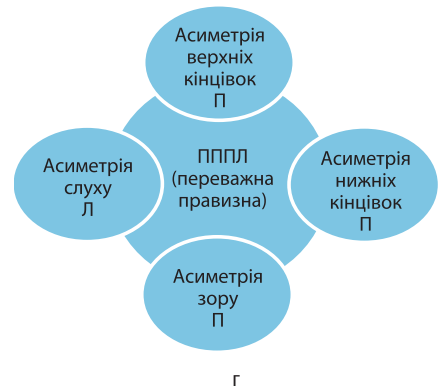 Асиметрія
верхніх
кінцівок
П
Асиметрія
слуху
Л
ПППЛ
(переважна
правизна)
Асиметрія
нижніх
кінцівок
П
Асиметрія
зору
П
г